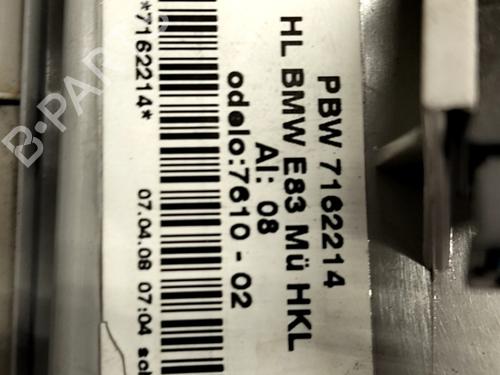 PBW 7162214
HL BMW E83 Mü HKL
AI: 08
odelo:7610 - 02
*7162214*
07.04.08 07:04
B-PARTS